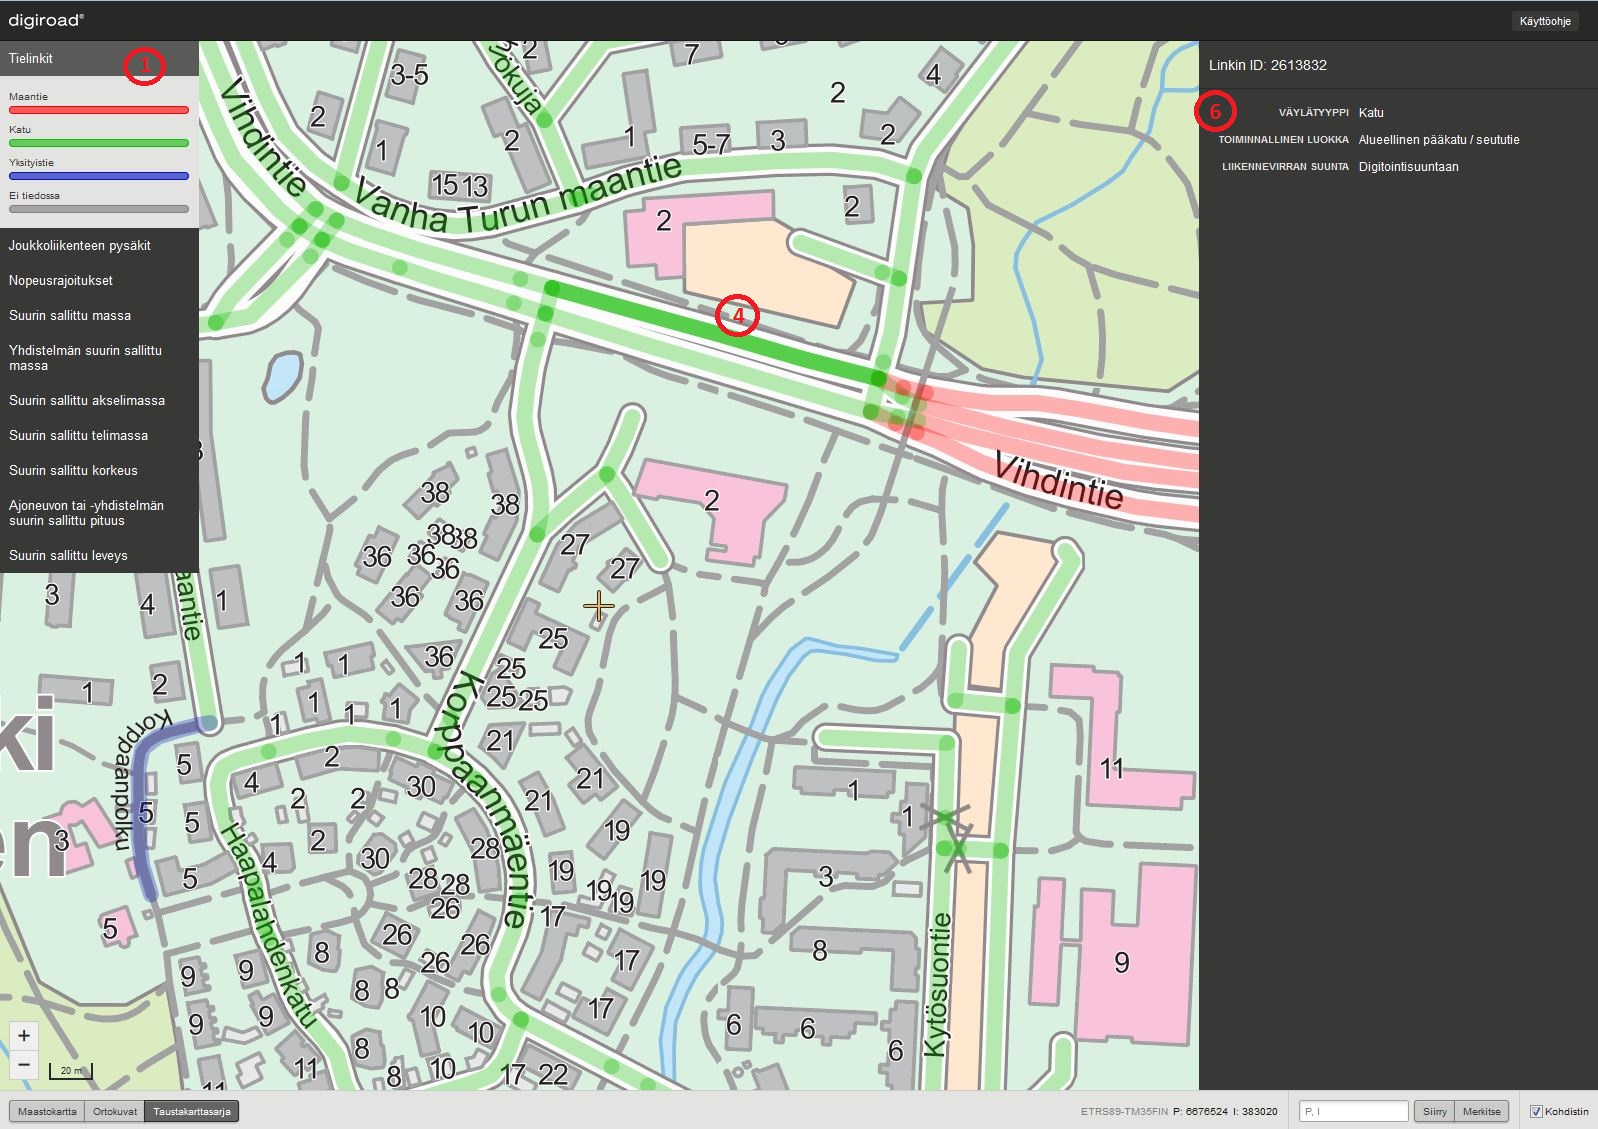 digiroad®
Käyttöohje
Tielinkit
1
Maantie
Katu
Yksityistie
Ei tiedossa
Joukkoliikenteen pysäkit
Nopeusrajoitukset
Suurin sallittu massa
Yhdistelmän suurin sallittu
massa
Suurin sallittu akselimassa
Suurin sallittu telimassa
Suurin sallittu korkeus
Ajoneuvon tai -yhdistelmän
suurin sallittu pituus
Suurin sallittu leveys
Linkin ID: 2613832
6
VÄYLÄTYYPPI Katu
TOIMINNALLINEN LUOKKA Alueellinen pääkatu / seututie
LIIKENNEVIRRAN SUUNTA Digitointisuuntaan
2
7
3-5
4
2
2
2
1
5-7
3
2
1
15
13
Vihdintie
Vanha Turun maantie
2
2
4
Vihdintie
38
38
2
38
38
36
36
36
27
27
36
36
25
36
25
25
25
3
4
1
aantie
1
2
1
1
1
1
1
1
Korppaanpolku
Korppaanmäentie
21
21
21
2
4
30
5
5
5
5
2
2
2
4
30
28
28
28
26
19
19
19
19
19
17
17
17
ki
en
3
5
Haapalahdenkatu
8
26
26
26
9
9
9
9
8
8
8
8
10
10
10
11
11
17
22
1
1
3
8
6
6
6
11
9
Kytösuontie
+
−
20 m
Maastokartta
Ortokuvat
Taustakarttasarja
ETRS89-TM35FIN P: 6676524 I: 383020
P, I
Siirry
Merkitse
Kohdistin